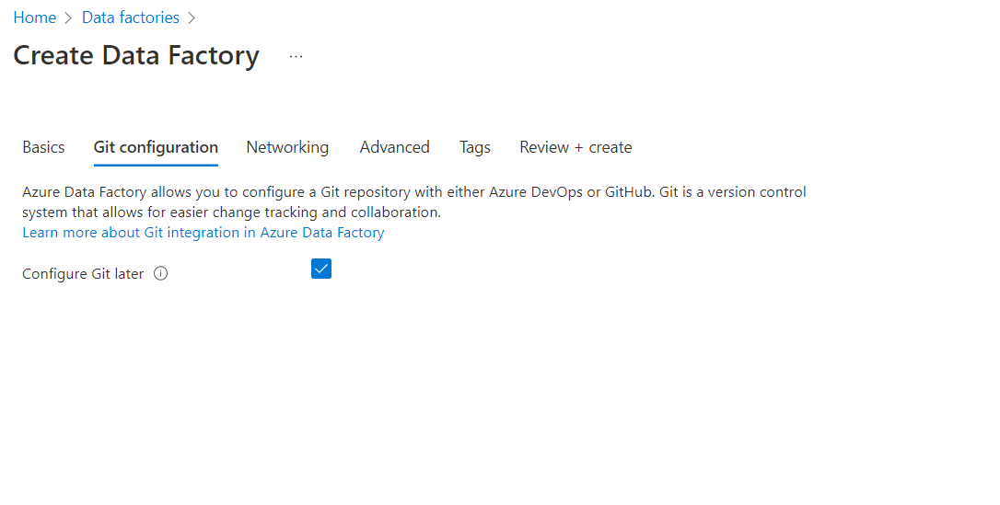 Home > Data factories >
Create Data Factory ...
Basics Git configuration Networking Advanced Tags Review + create
Azure Data Factory allows you to configure a Git repository with either Azure DevOps or GitHub. Git is a version control
system that allows for easier change tracking and collaboration.
Learn more about Git integration in Azure Data Factory
Configure Git later